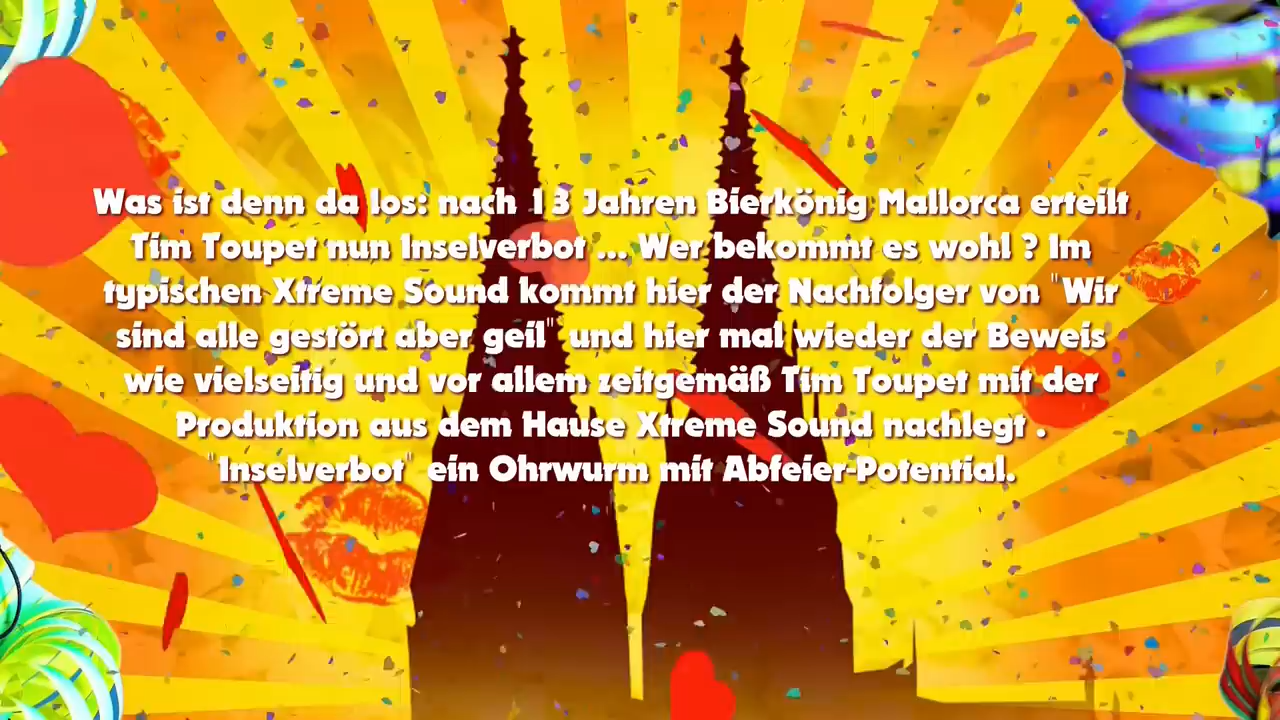 Was ist denn da los: nach 13 Jahren Bierkönig Mallorca erteilt
Tim Toupet nun Inselverbot ... Wer bekommt es wohl ? Im
typischen Xtreme Sound kommt hier der Nachfolger von "Wir
sind alle gestört aber geil" und hier mal wieder der Beweis
wie vielseitig und vor allem zeitgemäß Tim Toupet mit der
Produktion aus dem Hause Xtreme Sound nachlegt .
"Inselverbot" ein Ohrwurm mit Abfeier-Potential.